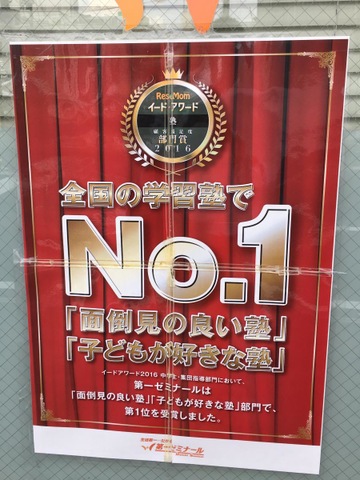 ReseMom
イード・アワード
塾
顧客満足度
部門賞
2016
全国の学習塾で
No.1
「面倒見の良い塾」
「子どもが好きな塾」
イードアワード2016 中学生・集団指導部門において、
第一ゼミナールは
「面倒見の良い塾」「子どもが好きな塾」部門で、
第1位を受賞しました。
第一ゼミナール